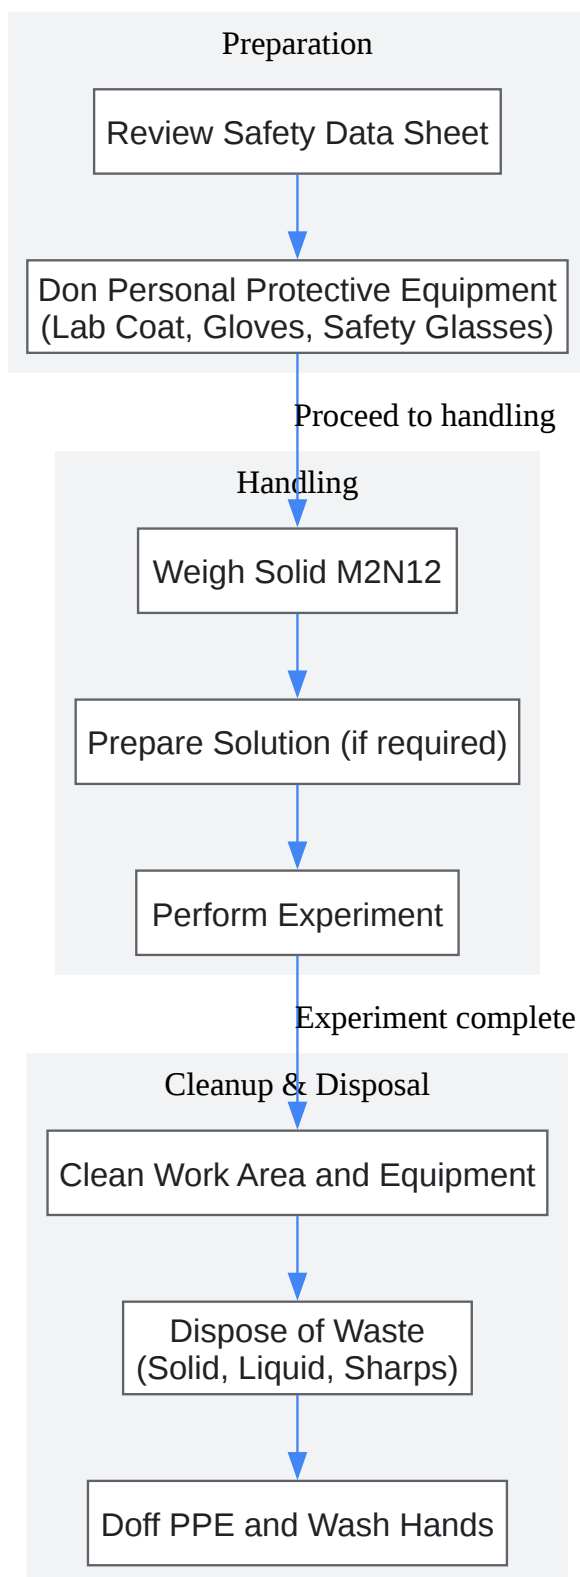 Preparation
Review Safety Data Sheet
Don Personal Protective Equipment
(Lab Coat, Gloves, Safety Glasses)
Proceed to handling
Handling
Weigh Solid M2N12
Prepare Solution (if required)
Perform Experiment
Experiment complete
Cleanup & Disposal
Clean Work Area and Equipment
Dispose of Waste
(Solid, Liquid, Sharps)
Doff PPE and Wash Hands